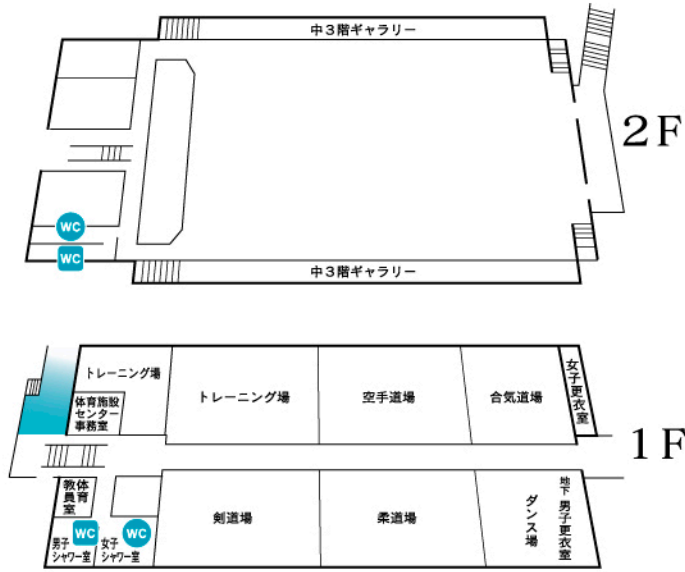 中3階ギャラリー
2F
WC
WC
中3階ギャラリー
トレーニング場
体育施設
センター
事務室
トレーニング場
空手道場
合気道場
女子更衣室
1F
体育
教員室
WC
男子
シャワー室
WC
女子
シャワー室
剣道場
柔道場
ダンス場
地下 男子更衣室